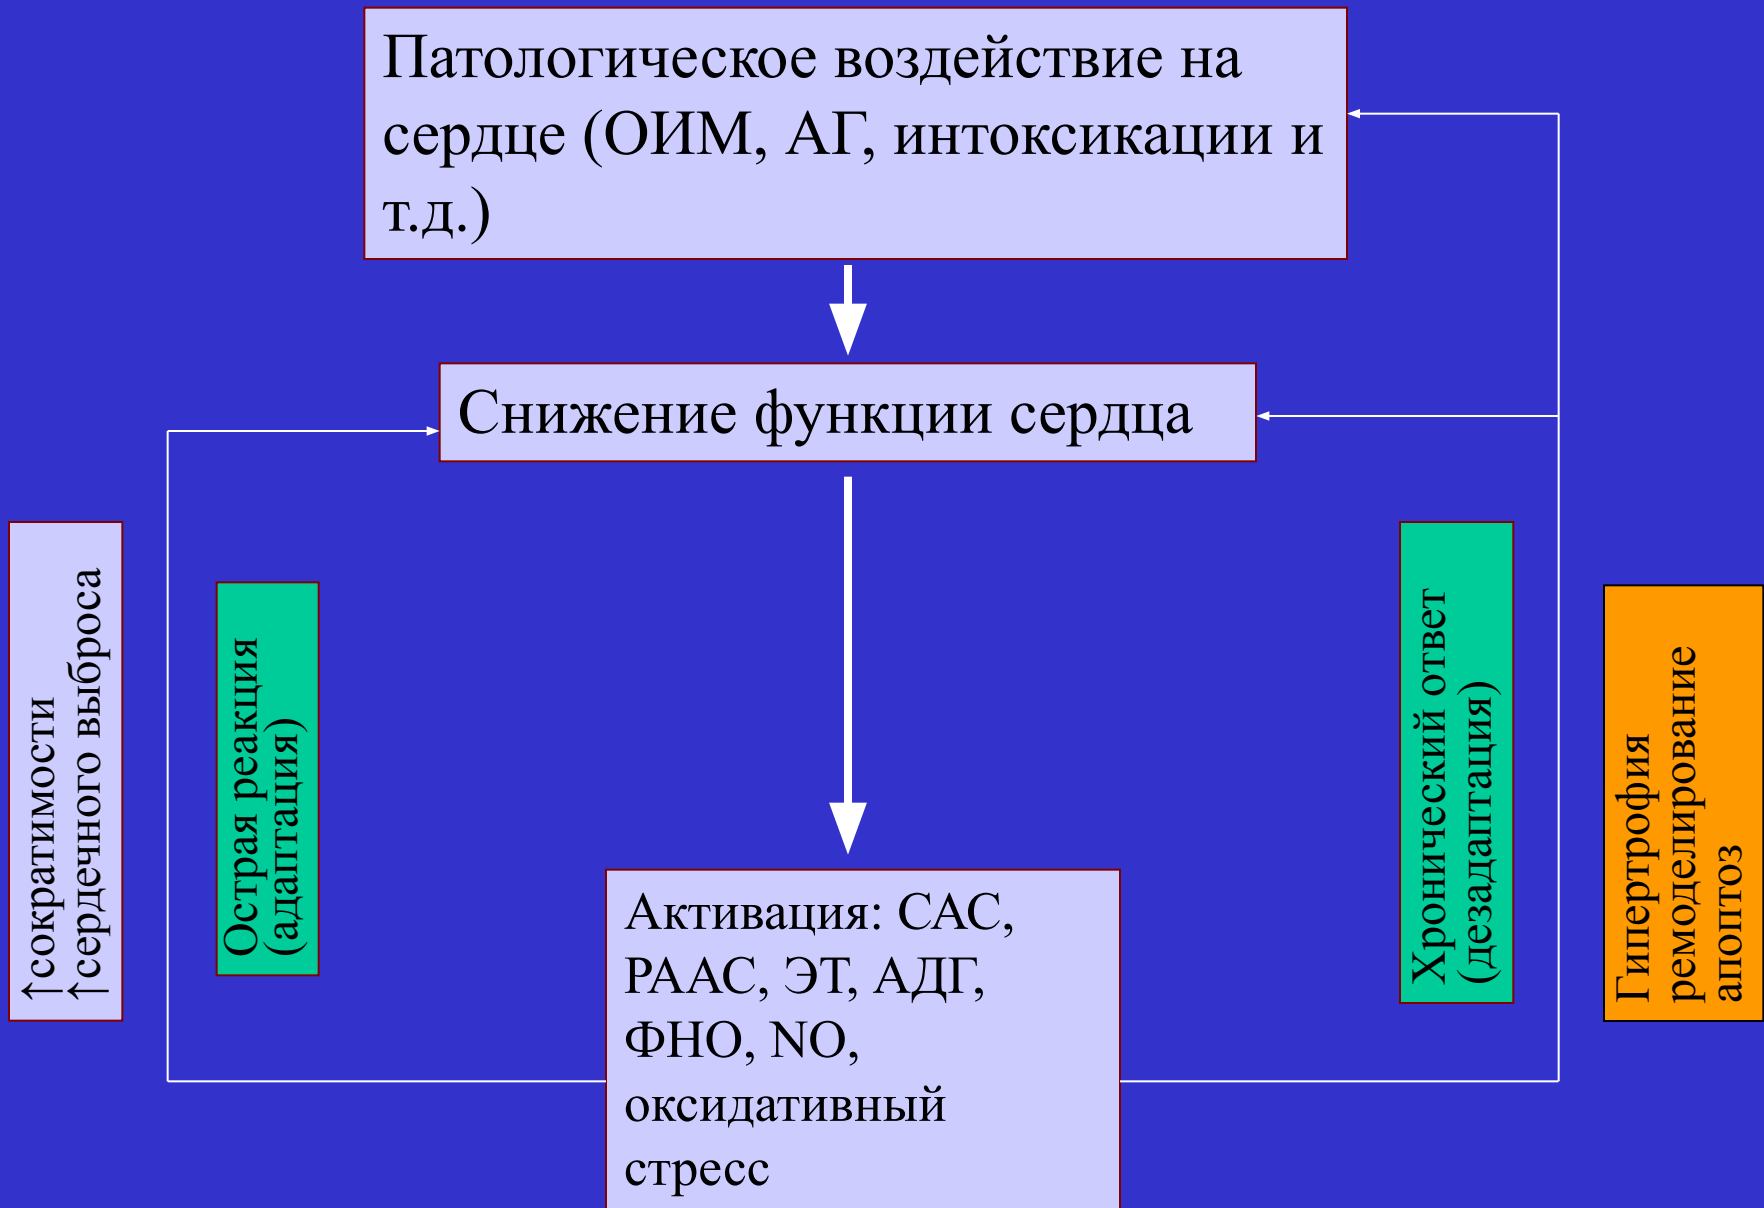 Патологическое воздействие на
сердце (ОИМ, АГ, интоксикации и
т.д.)
Снижение функции сердца
↑сократимости
↑сердечного выброса
Острая реакция
(адаптация)
Хронический ответ
(дезадаптация)
Гипертрофия
ремоделирование
апоптоз
Активация: САС,
РААС, ЭТ, АДГ,
ФНО, NO,
оксидативный
стресс